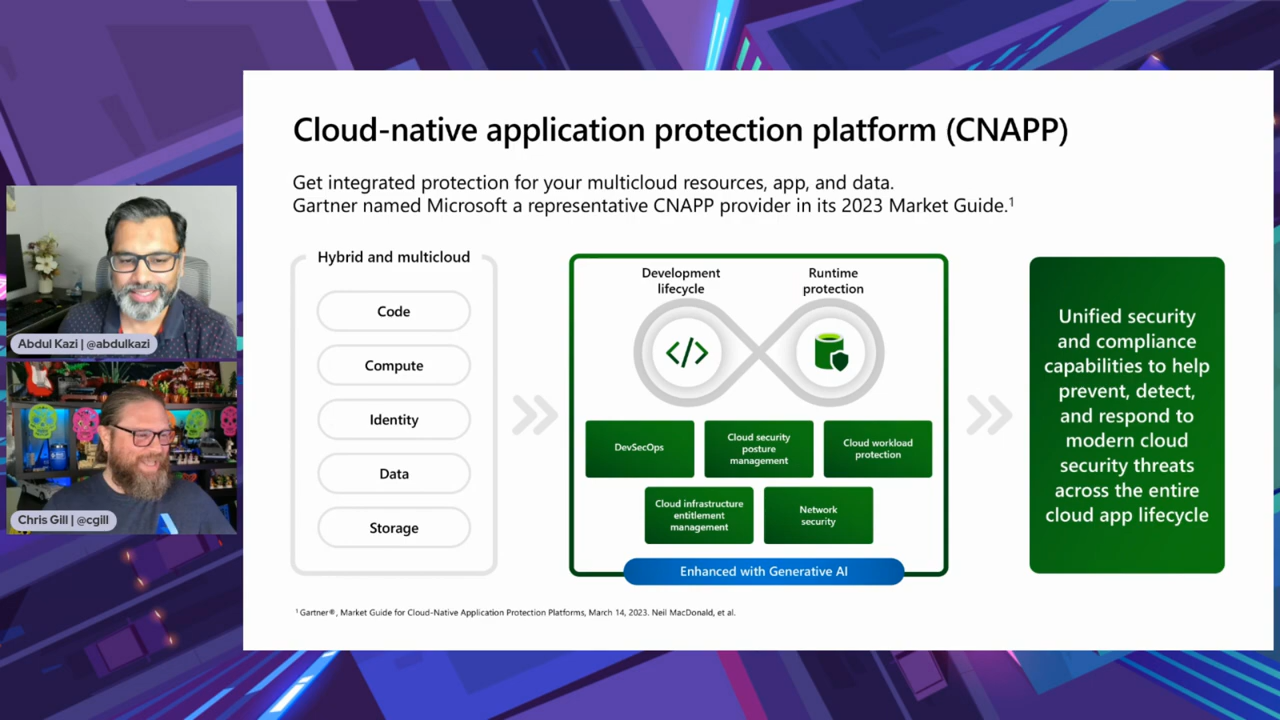 Cloud-native application protection platform (CNAPP)
Get integrated protection for your multicloud resources, app, and data.
Gartner named Microsoft a representative CNAPP provider in its 2023 Market Guide.¹
Hybrid and multicloud
Code
Compute
Identity
Data
Storage
Development
lifecycle
Runtime
protection
</>
DevSecOps
Cloud security
posture
management
Cloud workload
protection
Cloud infrastructure
entitlement
management
Network
security
Enhanced with Generative AI
Unified security
and compliance
capabilities to help
prevent, detect,
and respond to
modern cloud
security threats
across the entire
cloud app lifecycle
¹ Gartner®, Market Guide for Cloud-Native Application Protection Platforms, March 14, 2023. Neil MacDonald, et al.
Abdul Kazi | @abdulkazi
Chris Gill | @cgill